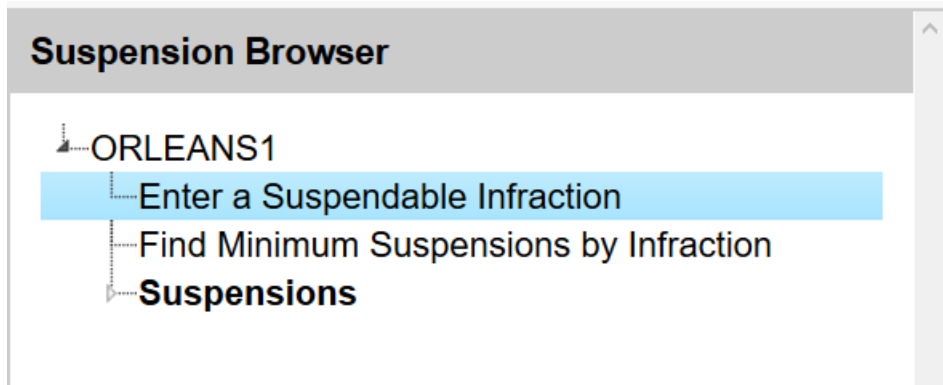 Suspension Browser
ORLEANS1
Enter a Suspendable Infraction
Find Minimum Suspensions by Infraction
Suspensions